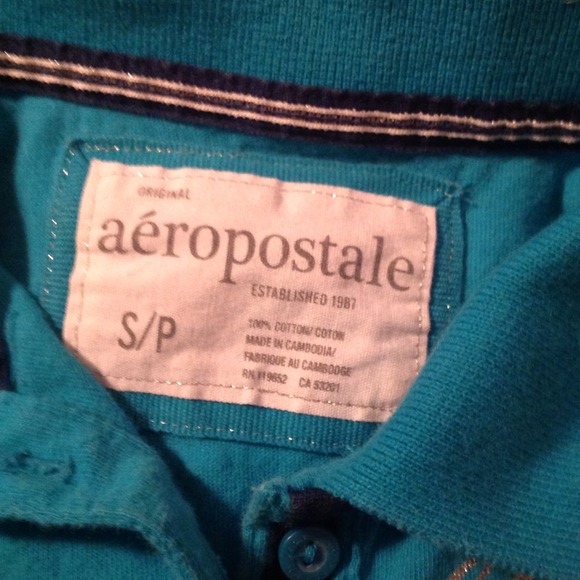 ORIGINAL
aéropostale
ESTABLISHED 1987
S/P
100% COTTON/COTON
MADE IN CAMBODIA/
FABRIQUE AU CAMBODGE
RN 119652 CA 53201